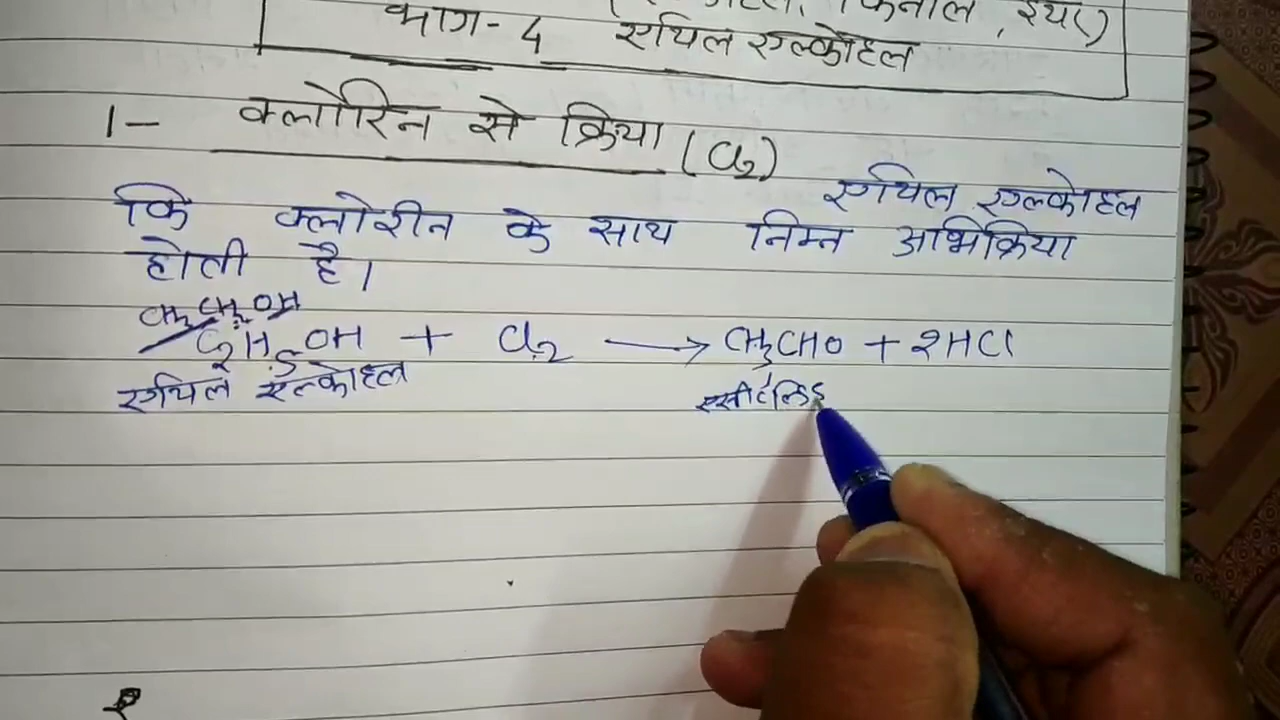 फिनोल, ईथर)
भाग- 4 एथिल एल्कोहल
1- क्लोरिन से क्रिया (Cl₂)
एथिल एल्कोहल
कि क्लोरीन के साथ निम्न अभिक्रिया
होती है।
CH₃CH₂OH
C₂H₅OH + Cl₂ ⟶ CH₃CHO + 2HCl
एथिल एल्कोहल एसीटेल्डि